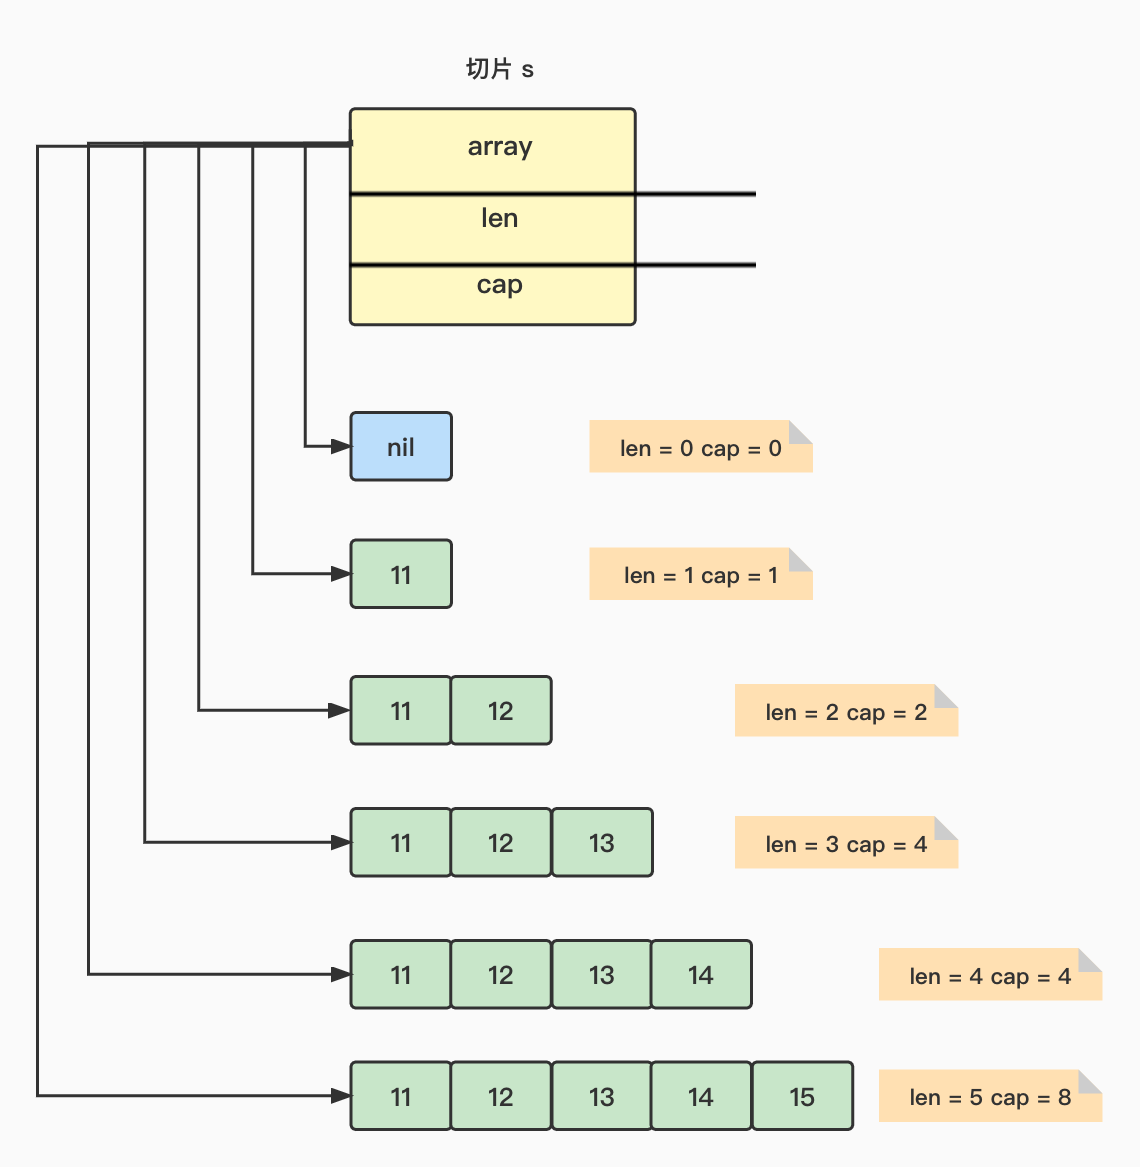 切片 s
array
len
cap
nil
len = 0 cap = 0
11
len = 1 cap = 1
11 12
len = 2 cap = 2
11 12 13
len = 3 cap = 4
11 12 13 14
len = 4 cap = 4
11 12 13 14 15
len = 5 cap = 8